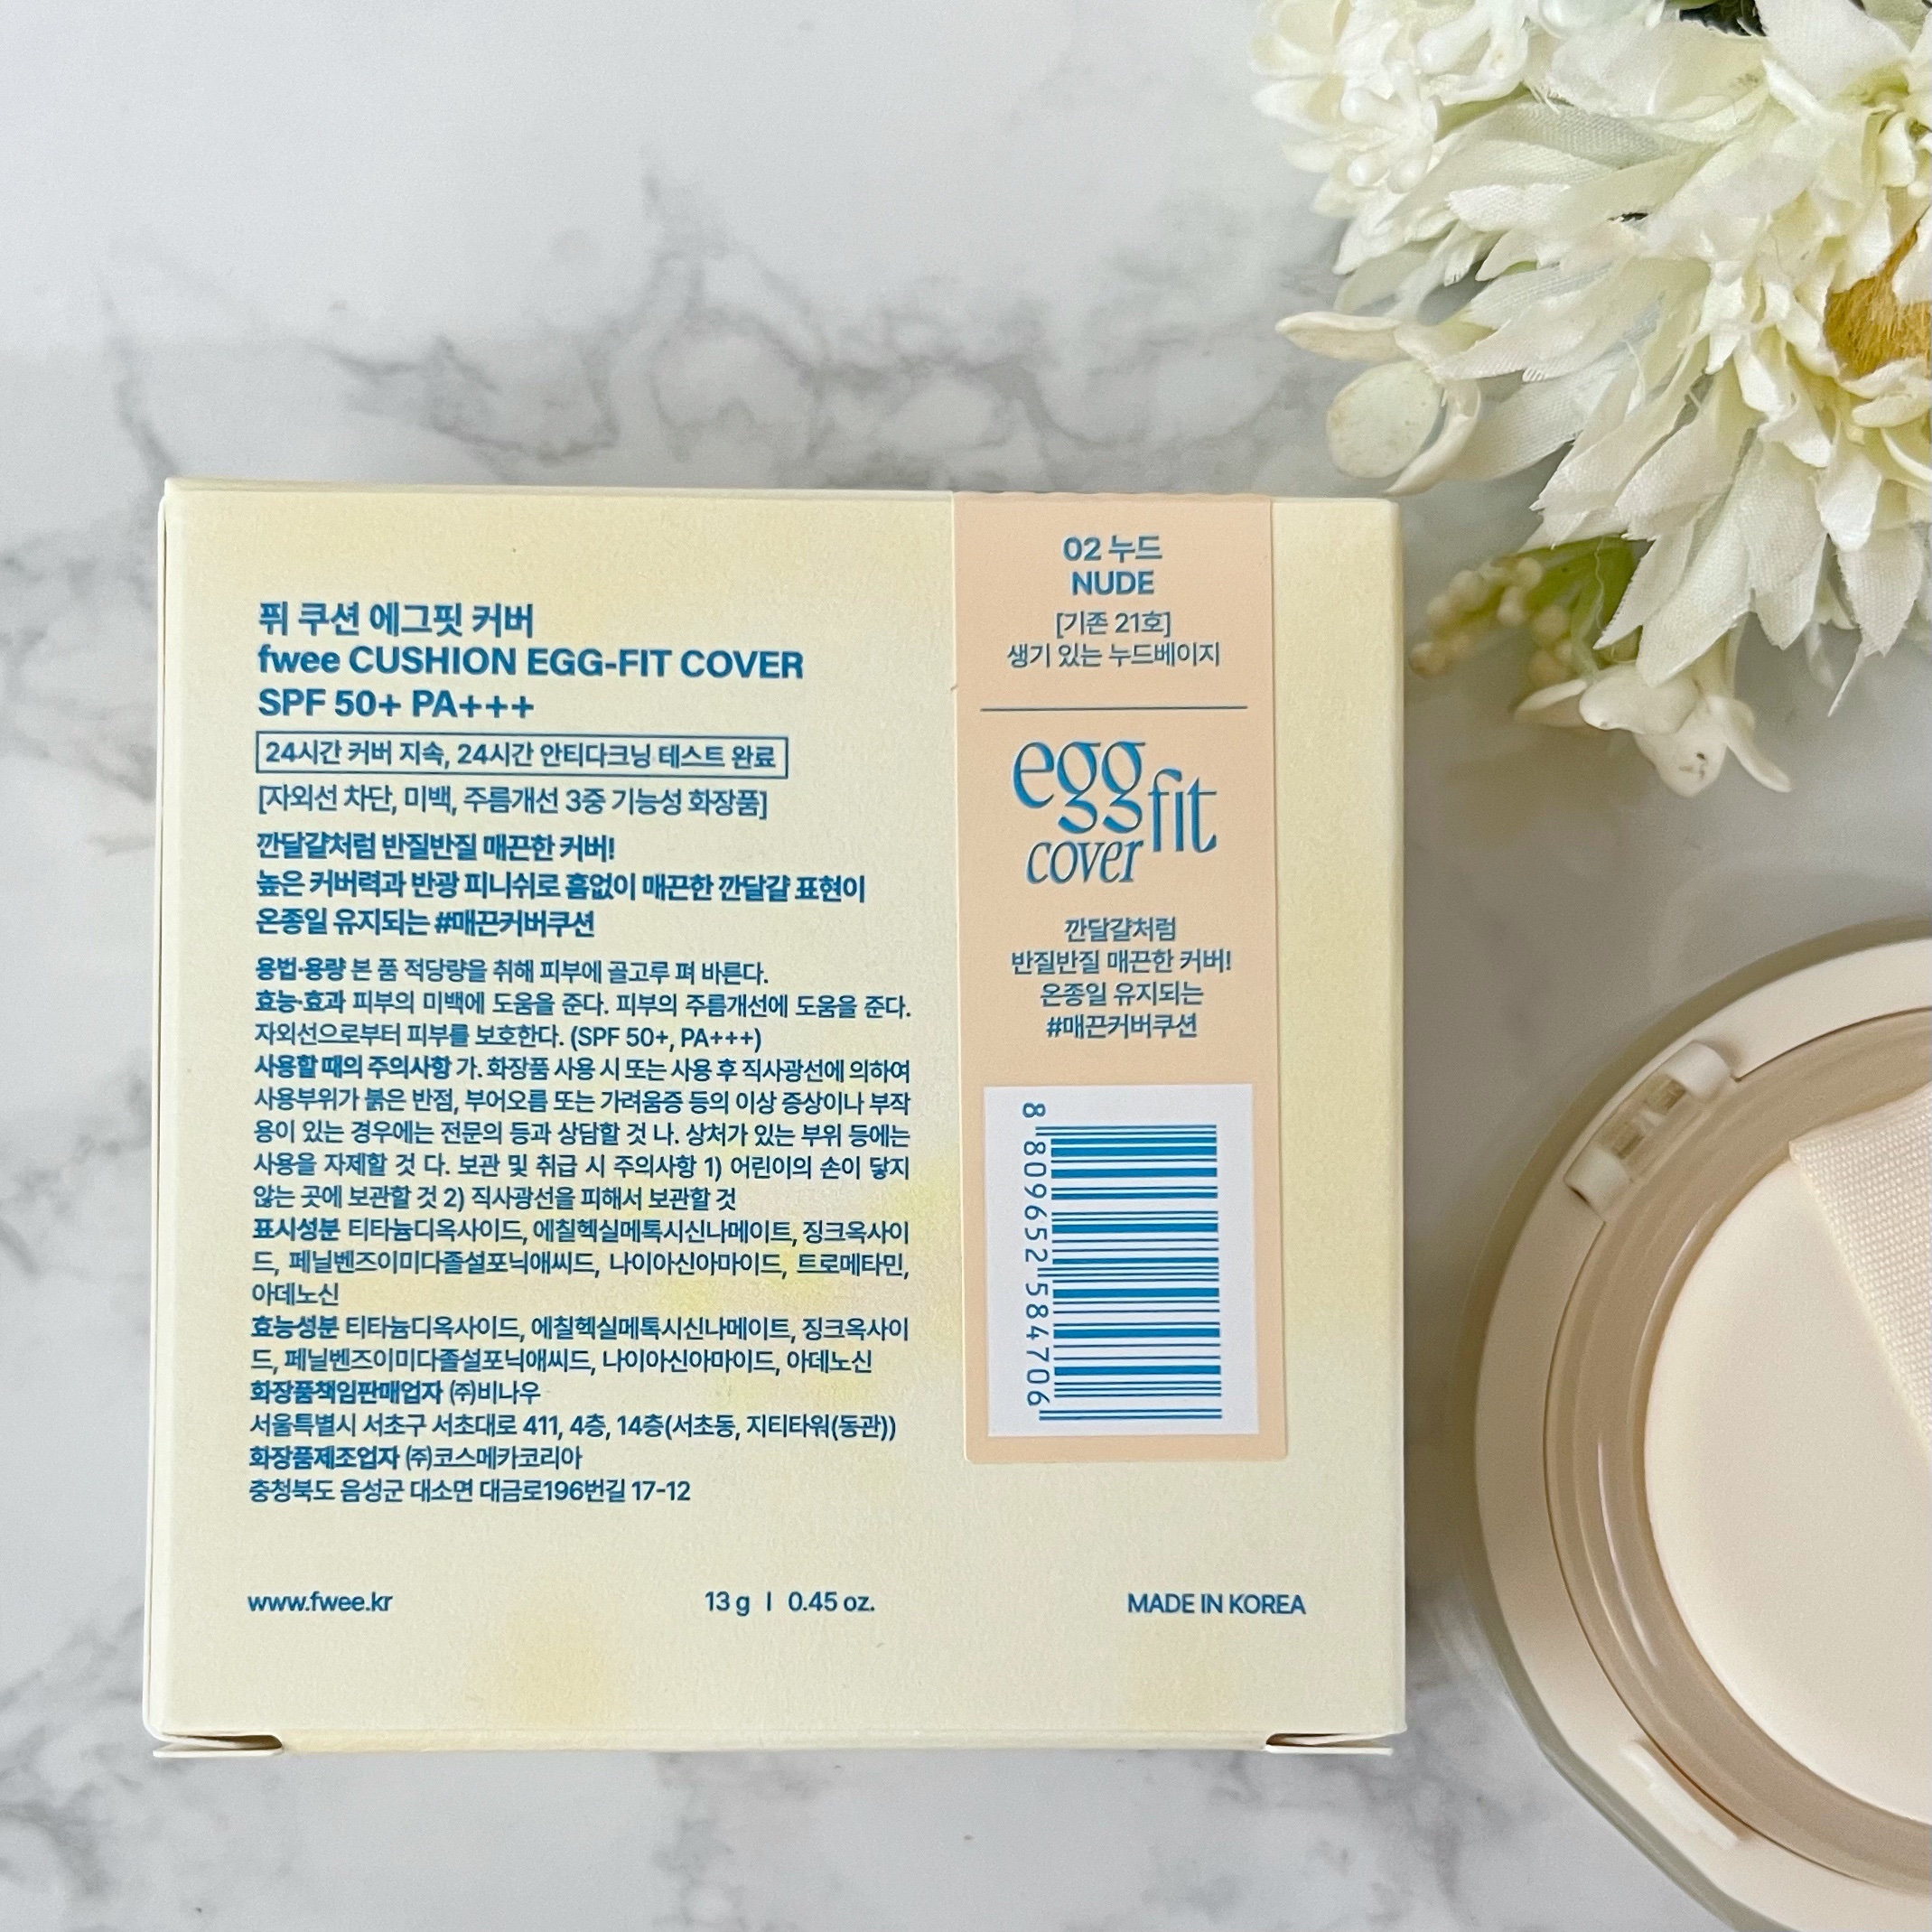 퓌 쿠션 에그핏 커버
fwee CUSHION EGG-FIT COVER
SPF 50+ PA+++
24시간 커버 지속, 24시간 안티다크닝 테스트 완료
[자외선 차단, 미백, 주름개선 3중 기능성 화장품]
깐달걀처럼 반질반질 매끈한 커버!
높은 커버력과 반광 피니쉬로 흠없이 매끈한 깐달걀 표현이
온종일 유지되는 #매끈커버쿠션
용법·용량 본 품 적당량을 취해 피부에 골고루 펴 바른다.
효능·효과 피부의 미백에 도움을 준다. 피부의 주름개선에 도움을 준다.
자외선으로부터 피부를 보호한다. (SPF 50+, PA+++)
사용할 때의 주의사항 가. 화장품 사용 시 또는 사용 후 직사광선에 의하여
사용부위가 붉은 반점, 부어오름 또는 가려움증 등의 이상 증상이나 부작
용이 있는 경우에는 전문의 등과 상담할 것 나. 상처가 있는 부위 등에는
사용을 자제할 것 다. 보관 및 취급 시 주의사항 1) 어린이의 손이 닿지
않는 곳에 보관할 것 2) 직사광선을 피해서 보관할 것
표시성분 티타늄디옥사이드, 에칠헥실메톡시신나메이트, 징크옥사이
드, 페닐벤즈이미다졸설포닉애씨드, 나이아신아마이드, 트로메타민,
아데노신
효능성분 티타늄디옥사이드, 에칠헥실메톡시신나메이트, 징크옥사이
드, 페닐벤즈이미다졸설포닉애씨드, 나이아신아마이드, 아데노신
화장품책임판매업자 ㈜비나우
서울특별시 서초구 서초대로 411, 4층, 14층(서초동, 지티타워(동관))
화장품제조업자 ㈜코스메카코리아
충청북도 음성군 대소면 대금로196번길 17-12
www.fwee.kr
13 g | 0.45 oz.
MADE IN KOREA
02 누드
NUDE
[기존 21호]
생기 있는 누드베이지
egg
fit
cover
깐달걀처럼
반질반질 매끈한 커버!
온종일 유지되는
#매끈커버쿠션
8 809652 584706